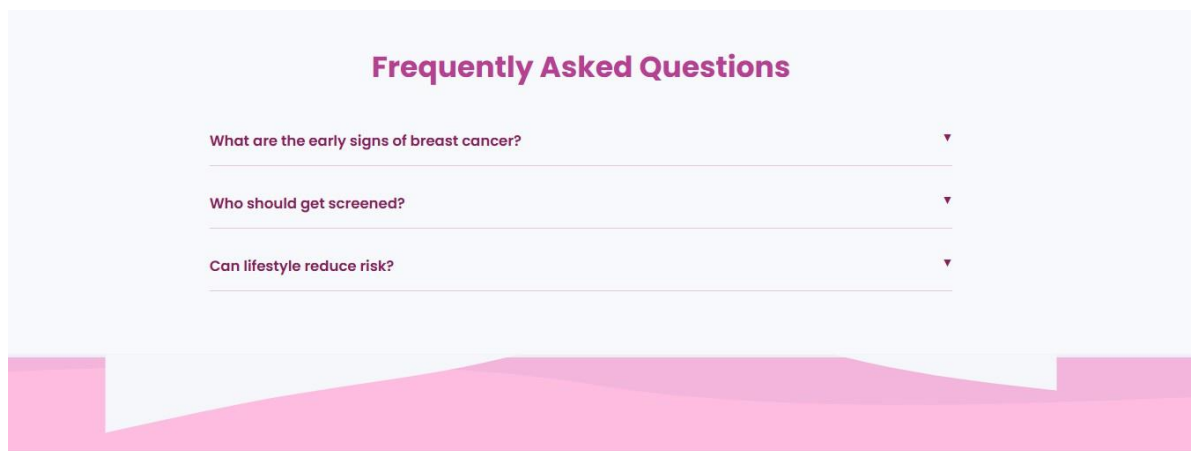 Frequently Asked Questions
What are the early signs of breast cancer?
Who should get screened?
Can lifestyle reduce risk?